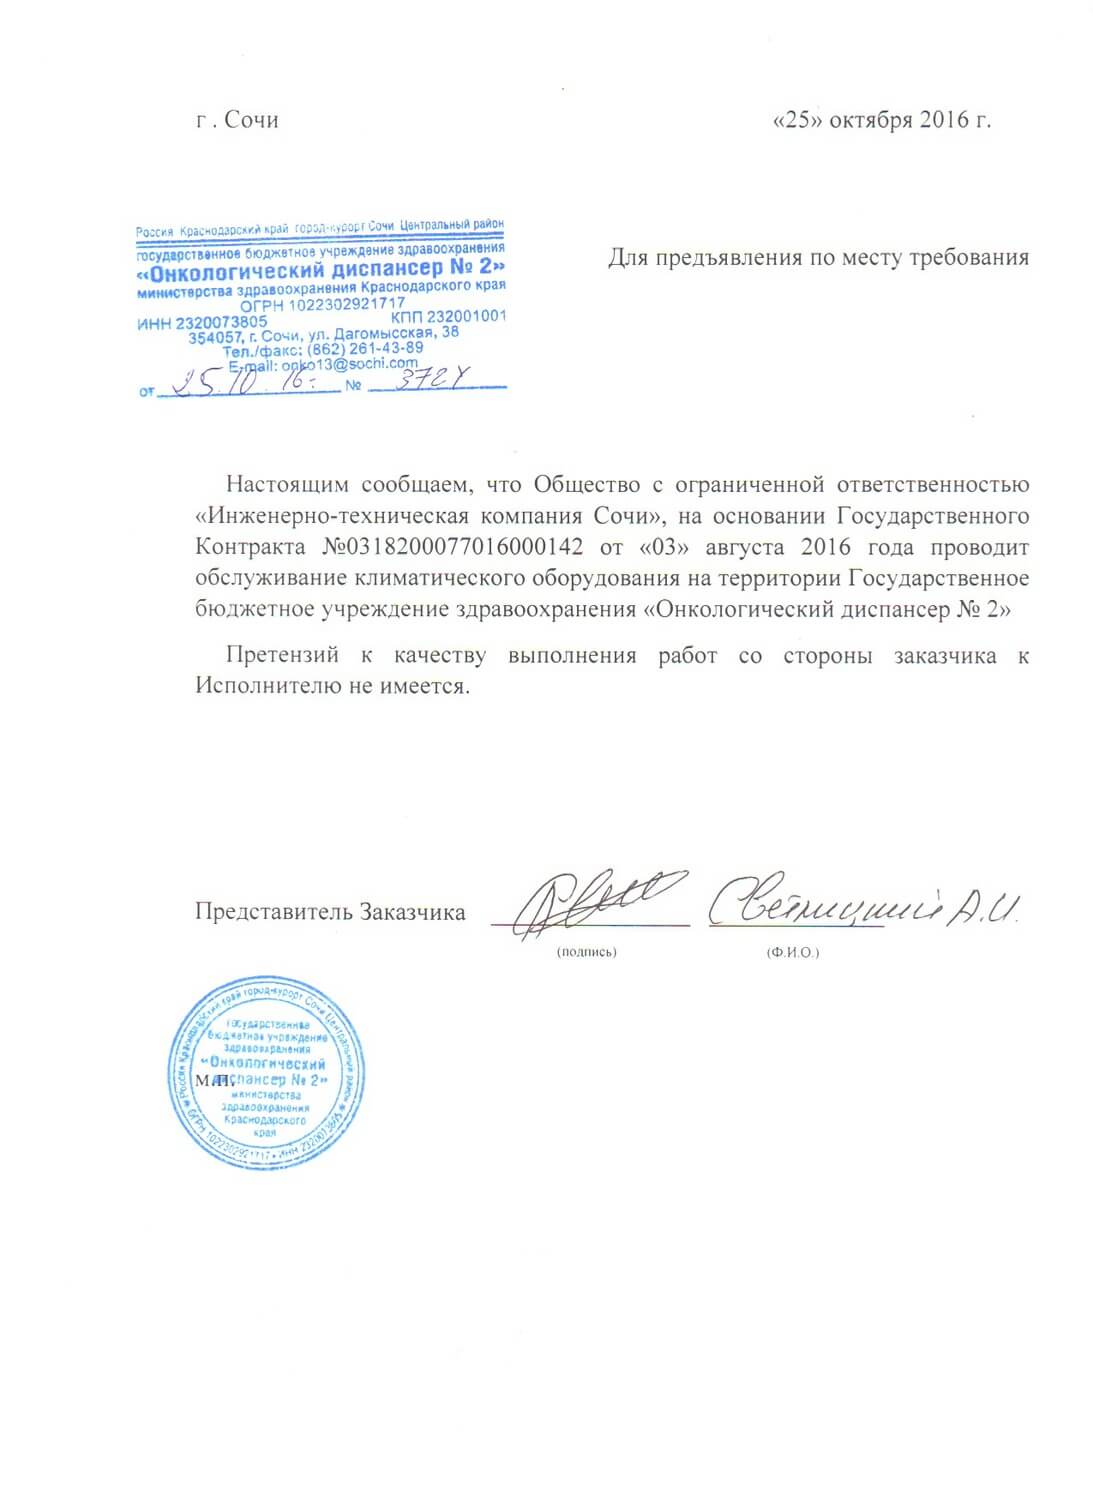 г . Сочи «25» октября 2016 г.
Россия Краснодарский край город-курорт Сочи Центральный район
государственное бюджетное учреждение здравоохранения
«Онкологический диспансер № 2»
министерства здравоохранения Краснодарского края
ОГРН 1022302921717
ИНН 2320073805 КПП 232001001
354057, г. Сочи, ул. Дагомысская, 38
Тел./факс: (862) 261-43-89
E-mail: onko13@sochi.com
от 25.10.16г. №
Для предъявления по месту требования
Настоящим сообщаем, что Общество с ограниченной ответственностью
«Инженерно-техническая компания Сочи», на основании Государственного
Контракта №0318200077016000142 от «03» августа 2016 года проводит
обслуживание климатического оборудования на территории Государственное
бюджетное учреждение здравоохранения «Онкологический диспансер № 2»
Претензий к качеству выполнения работ со стороны заказчика к
Исполнителю не имеется.
Представитель Заказчика Светлицкий А.И.
(подпись) (Ф.И.О.)
Россия Краснодарский край город-курорт Сочи Центральный район
ОГРН 1022302921717 • ИНН 2320073805
государственное
бюджетное учреждение
здравоохранения
«Онкологический
диспансер № 2»
министерства
здравоохранения
Краснодарского
края
м.п.